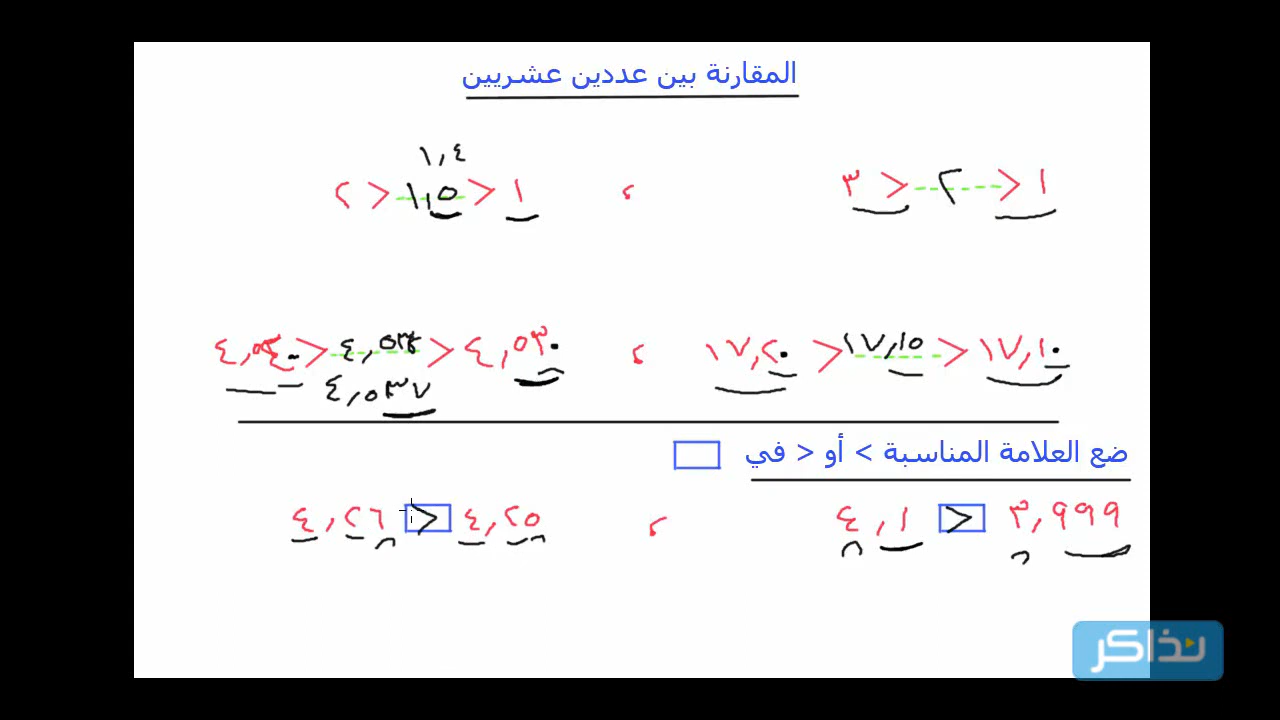 المقارنة بين عددين عشريين
١,٤
١ < ٢ < ٣ ، ١ < ١,٥ < ٢
١٧,١٠ < ١٧,١٥ < ١٧,٢٠ ، ٤,٥٣٠ < < ٤,٥٤٠
٤,٥٣٧
ضع العلامة المناسبة < أو > في
٣,٩٩٩ < ٤,١ ، ٤,٢٥ < ٤,٢٦
نذاكر